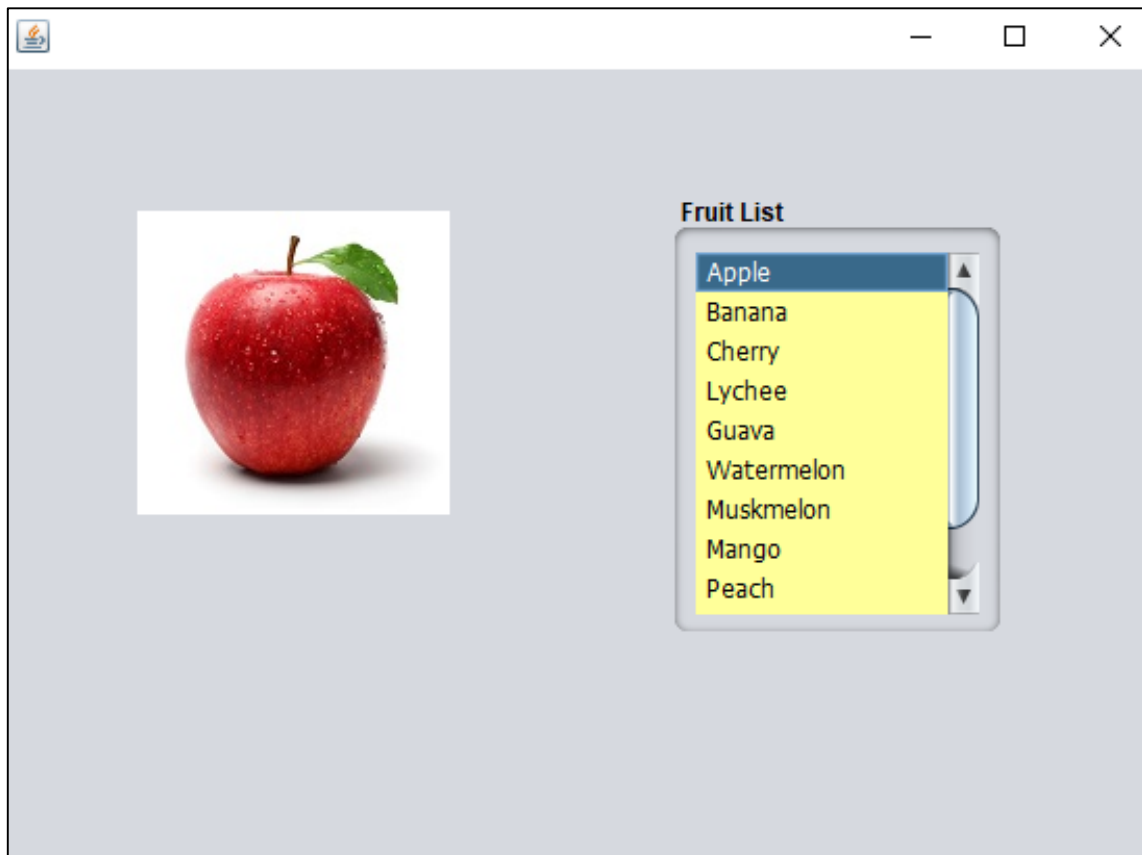 Fruit List
Apple
Banana
Cherry
Lychee
Guava
Watermelon
Muskmelon
Mango
Peach